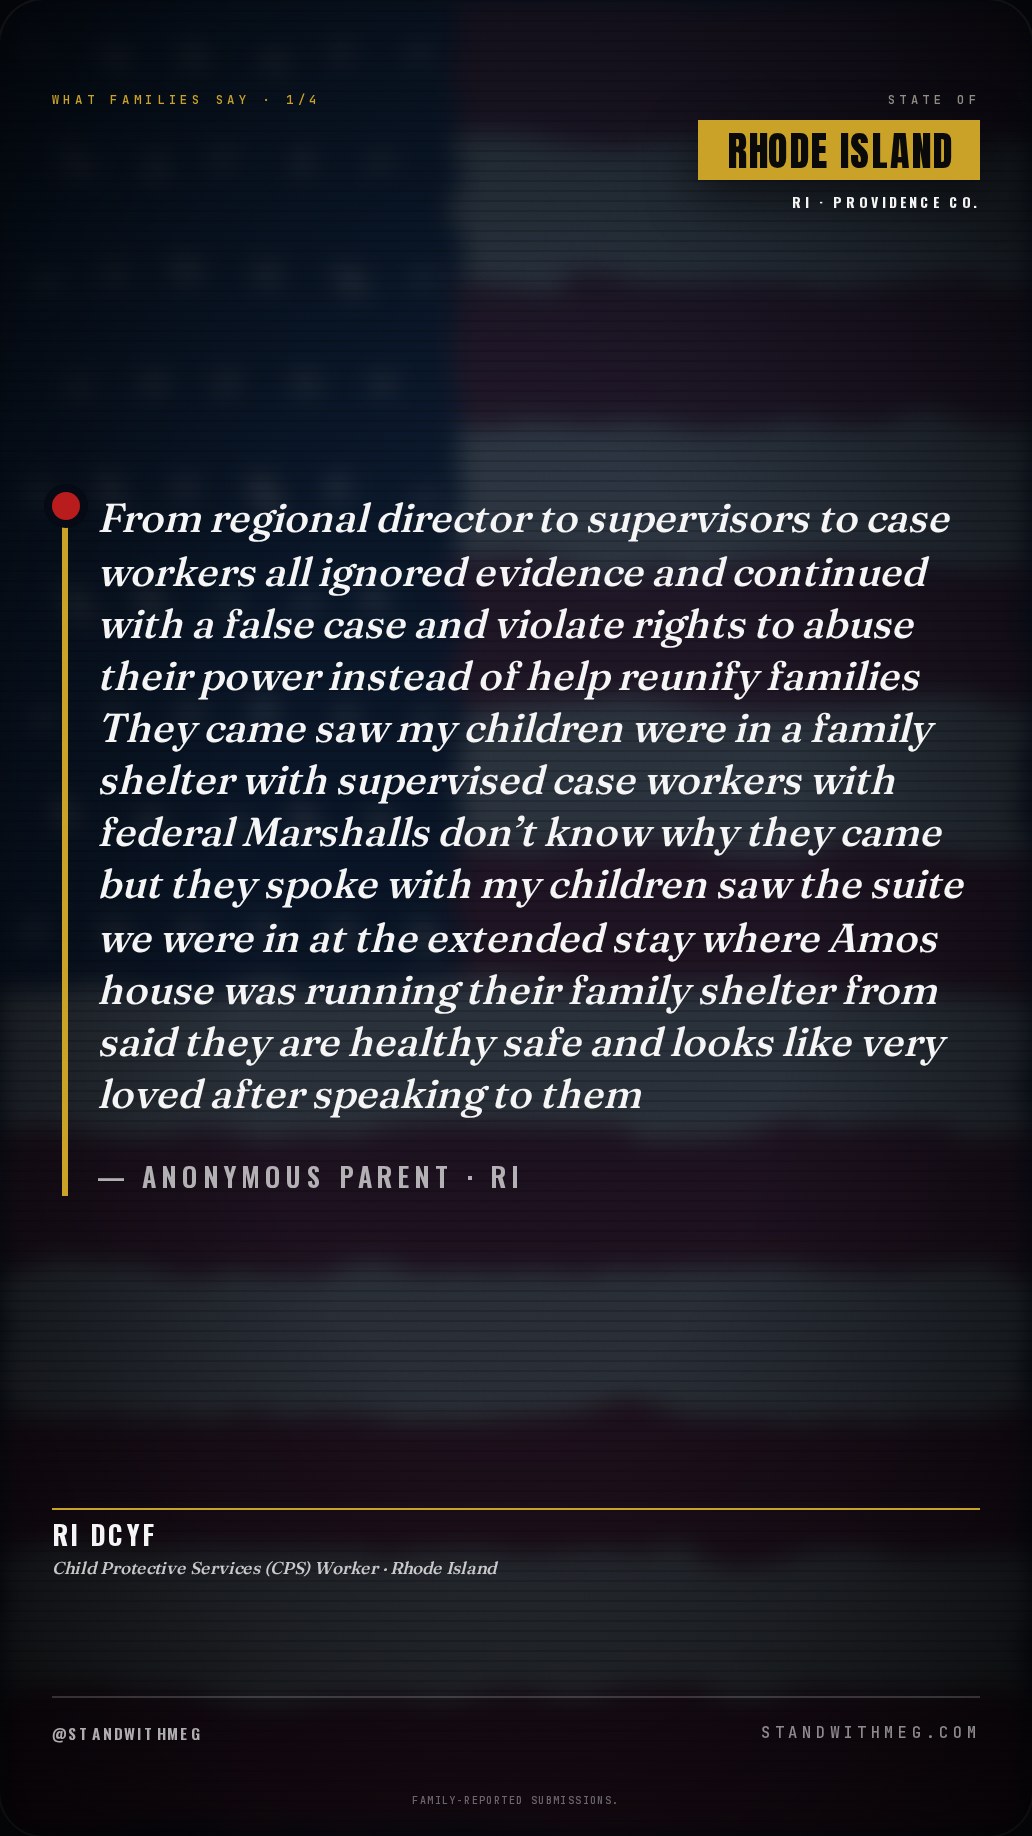 WHAT FAMILIES SAY · 1/4
STATE OF
RHODE ISLAND
RI · PROVIDENCE CO.
From regional director to supervisors to case
workers all ignored evidence and continued
with a false case and violate rights to abuse
their power instead of help reunify families
They came saw my children were in a family
shelter with supervised case workers with
federal Marshalls don’t know why they came
but they spoke with my children saw the suite
we were in at the extended stay where Amos
house was running their family shelter from
said they are healthy safe and looks like very
loved after speaking to them
— ANONYMOUS PARENT · RI
RI DCYF
Child Protective Services (CPS) Worker · Rhode Island
@STANDWITHMEG
STANDWITHMEG.COM
FAMILY-REPORTED SUBMISSIONS.